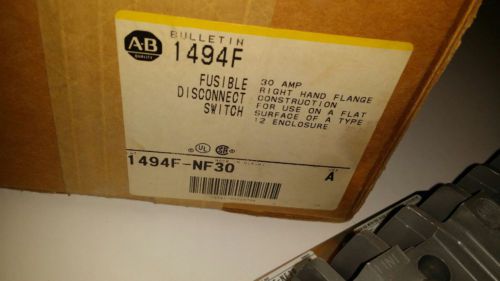 A-B
QUALITY
BULLETIN
1494F
FUSIBLE
DISCONNECT
SWITCH
30 AMP
RIGHT HAND FLANGE
CONSTRUCTION
FOR USE ON A FLAT
SURFACE OF A TYPE
12 ENCLOSURE
UL
1494F-NF30
A